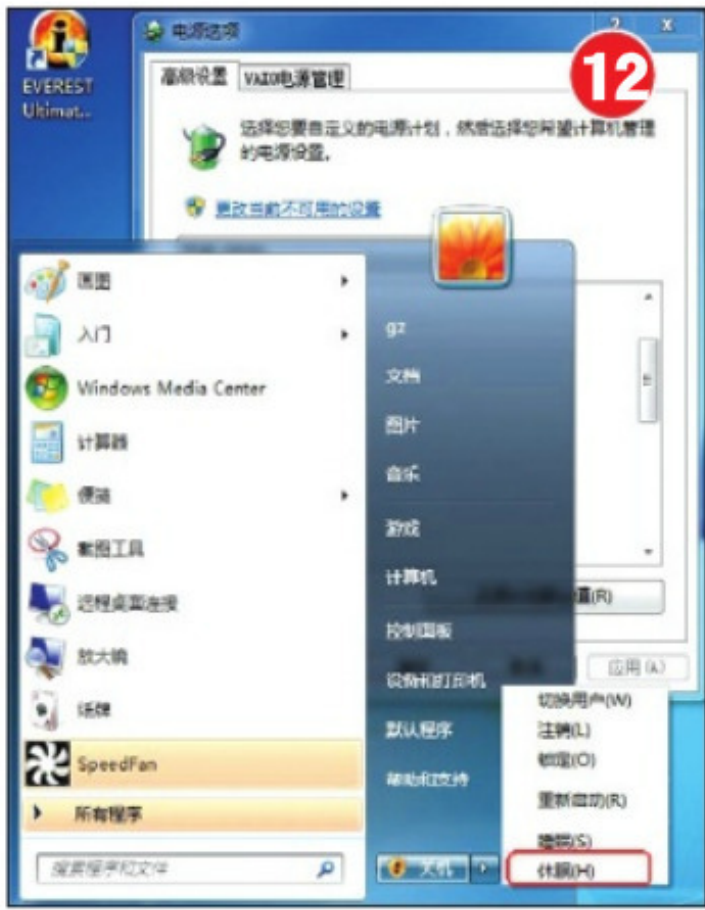 EVEREST
Ultimat...
电源选项
12
高级设置 VAIO电源管理
选择您要自定义的电源计划，然后选择您希望计算机管理
的电源设置。
更改当前不可用的设置
画图
入门
Windows Media Center
计算器
便笺
截图工具
远程桌面连接
放大镜
纸牌
SpeedFan
所有程序
搜索程序和文件
gz
文档
图片
音乐
游戏
计算机
控制面板
设备和打印机
默认程序
帮助和支持
关机
(R)
应用(A)
切换用户(W)
注销(L)
锁定(O)
重新启动(R)
睡眠(S)
休眠(H)